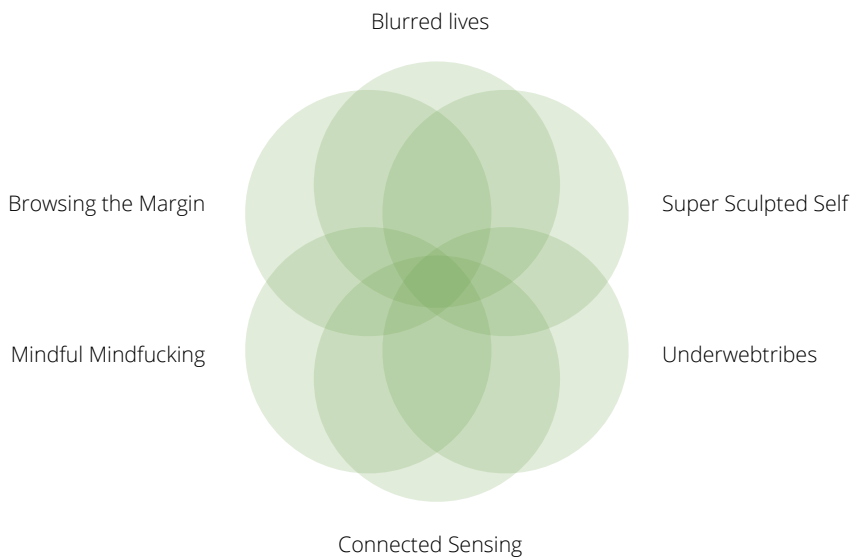 Blurred lives
Browsing the Margin
Super Sculpted Self
Mindful Mindfucking
Underwebtribes
Connected Sensing